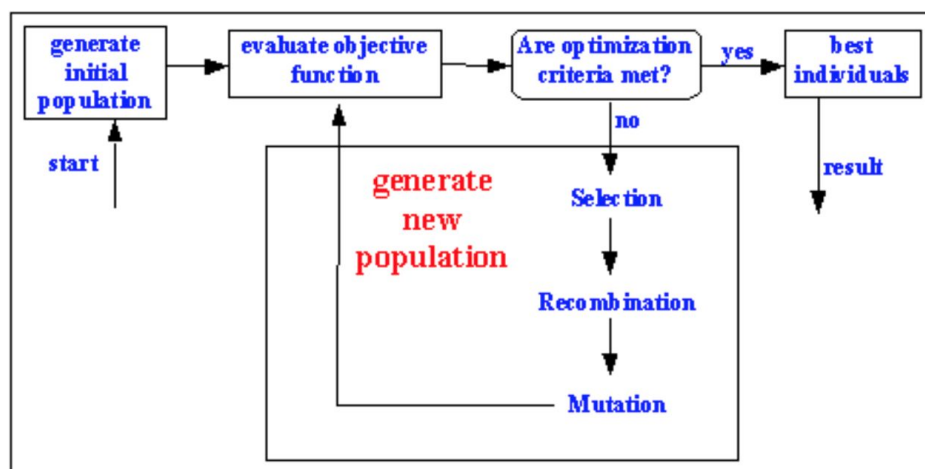 generate
initial
population
evaluate objective
function
Are optimization
criteria met?
yes
best
individuals
start
no
result
generate
new
population
Selection
Recombination
Mutation